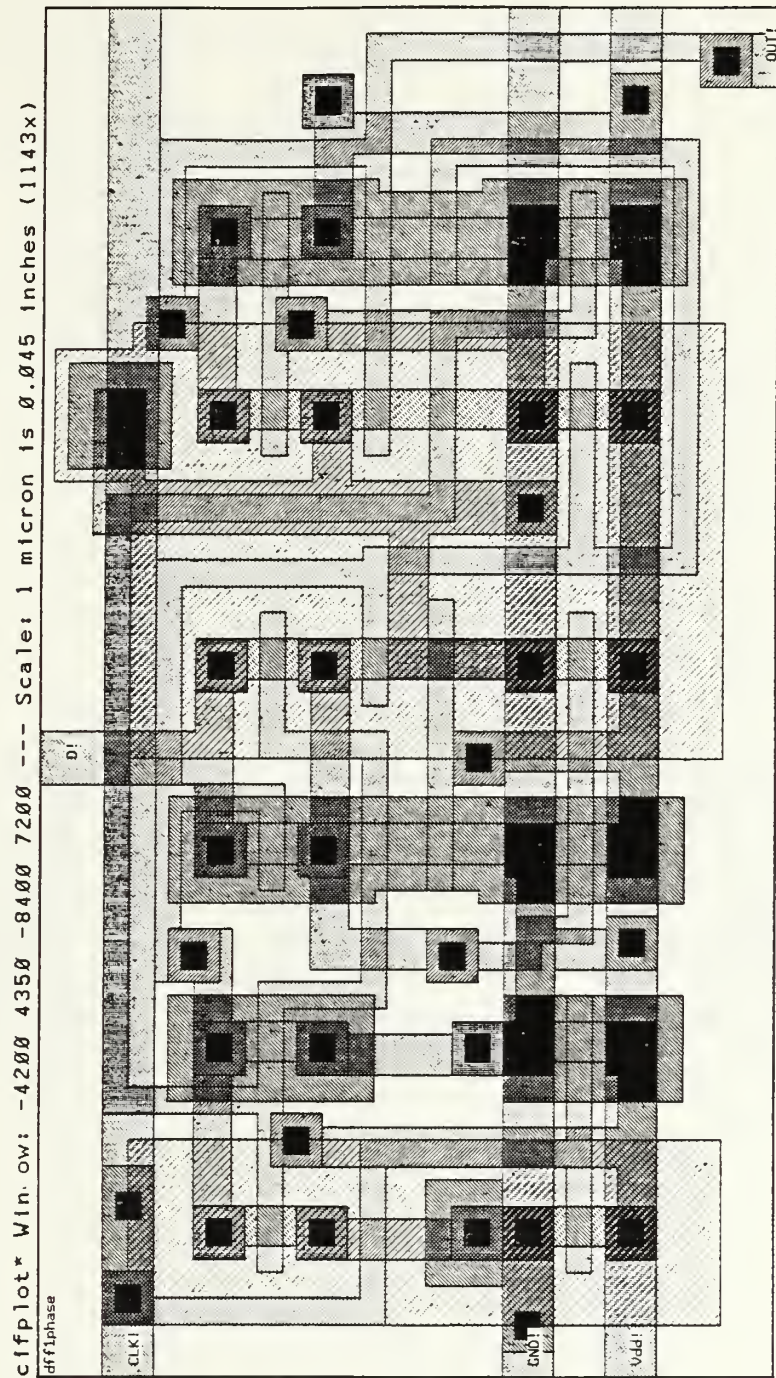 cifplot* Win ow: -4200 4350 -8400 7200 --- Scale: 1 micron is 0.045 inches (1143x)
dff1phase
CLK!
GND!
Vdd!
D!
OUT!